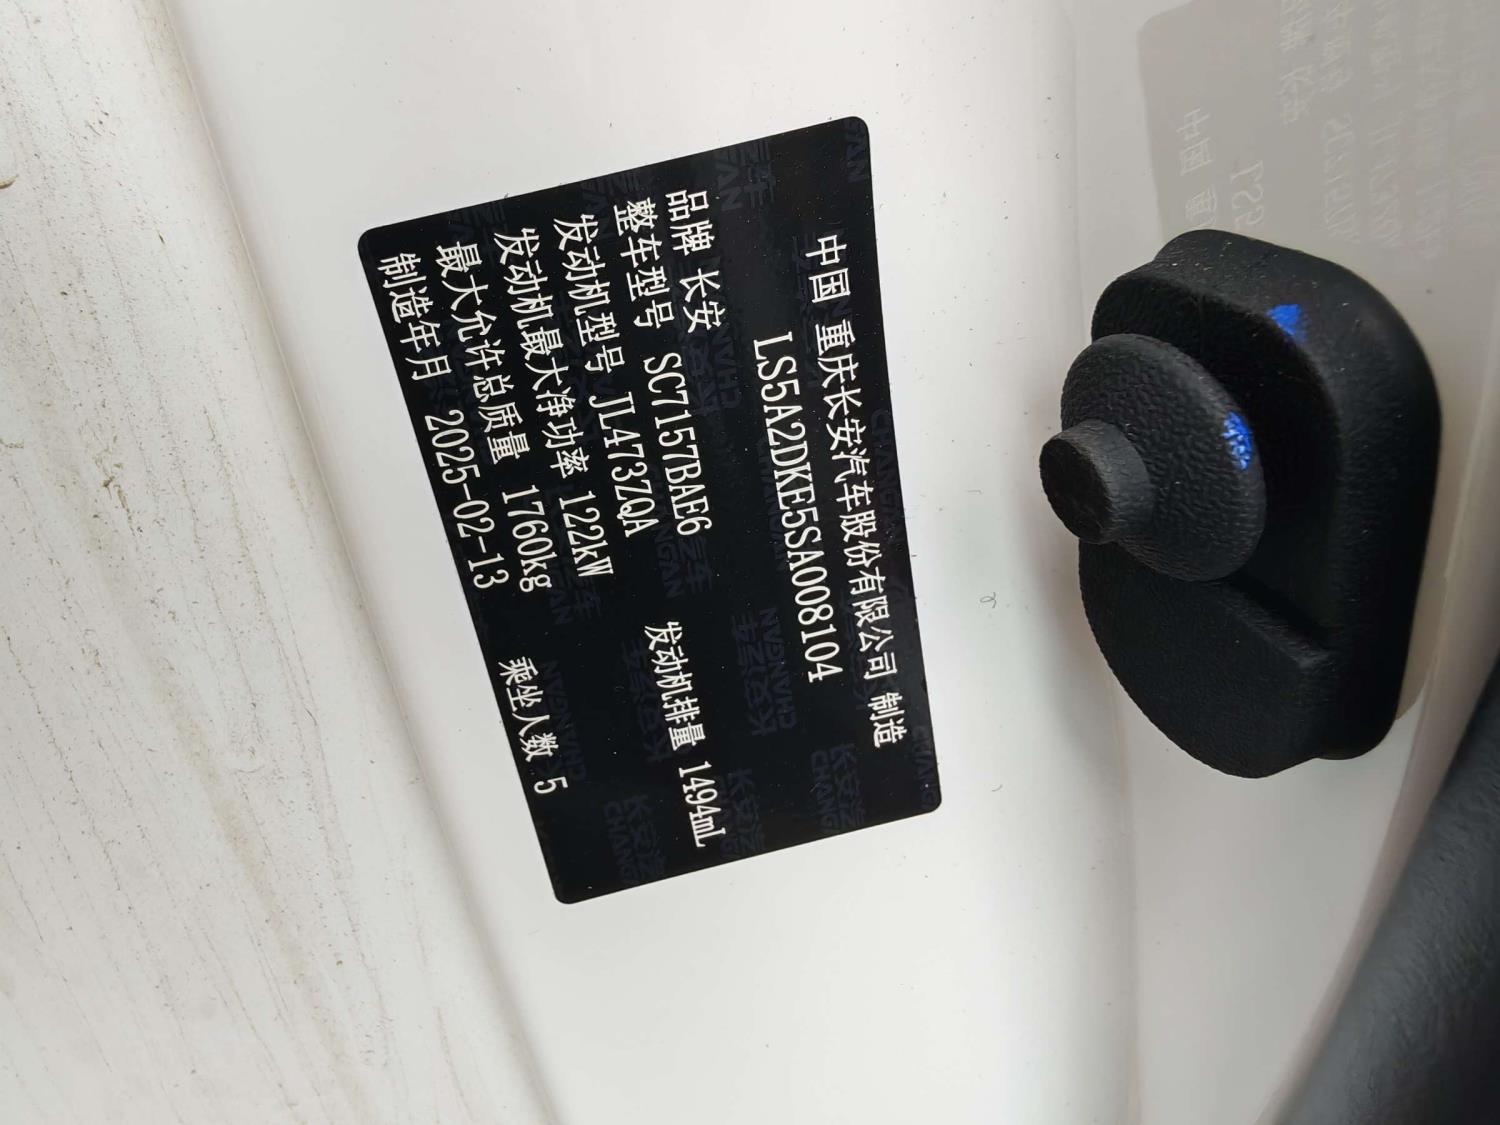 中国 重庆长安汽车股份有限公司 制造
LS5A2DKE5SA008104
品牌 长安
整车型号 SC7157BAE6
发动机型号 JL473ZQA 发动机排量 1494mL
发动机最大净功率 122kW
最大允许总质量 1760kg
制造年月 2025-02-13 乘坐人数 5